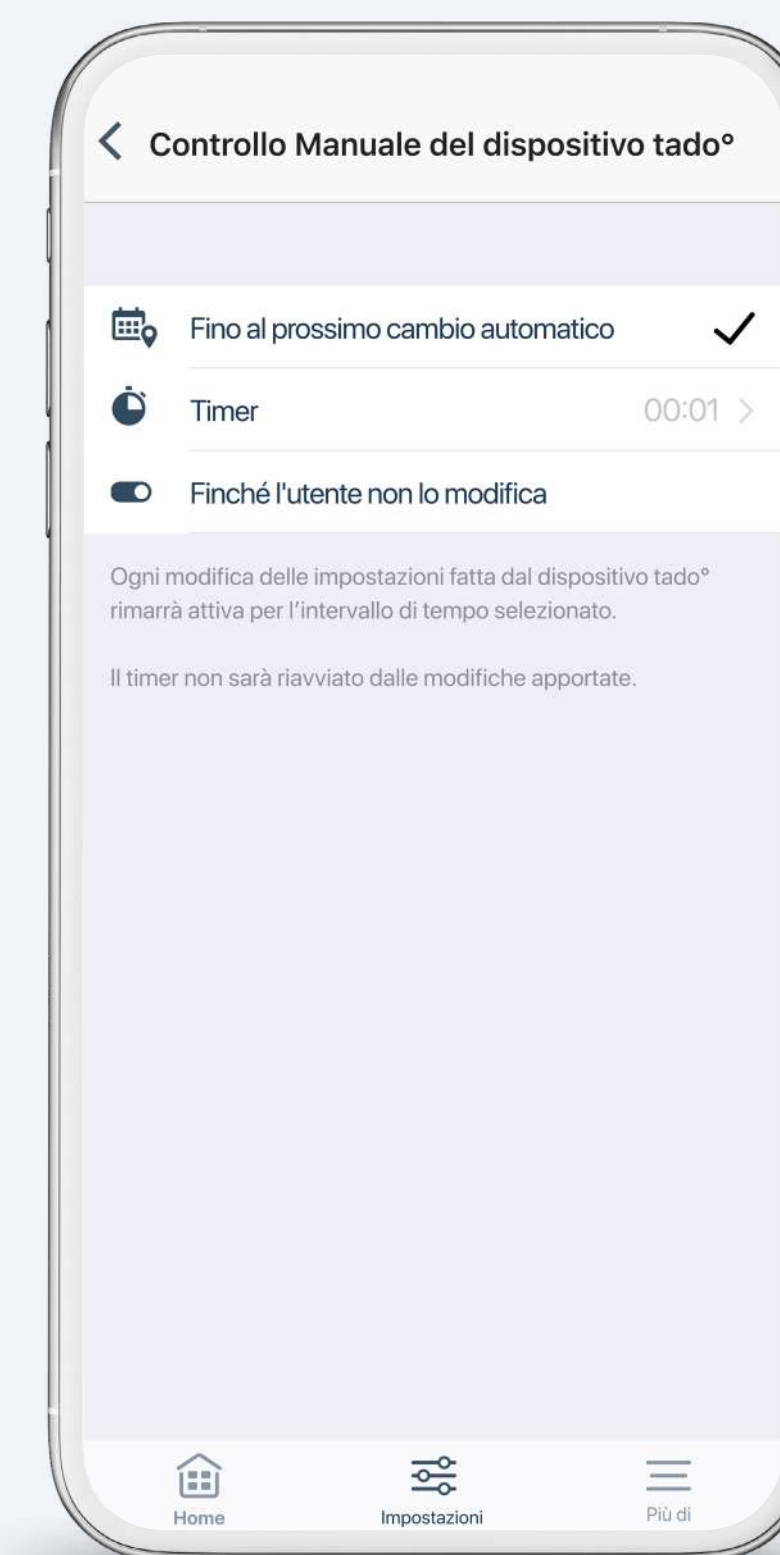 Controllo Manuale del dispositivo tado°
Fino al prossimo cambio automatico
Timer 00:01
Finché l'utente non lo modifica
Ogni modifica delle impostazioni fatta dal dispositivo tado°
rimarrà attiva per l’intervallo di tempo selezionato.
Il timer non sarà riavviato dalle modifiche apportate.
Home Impostazioni Più di